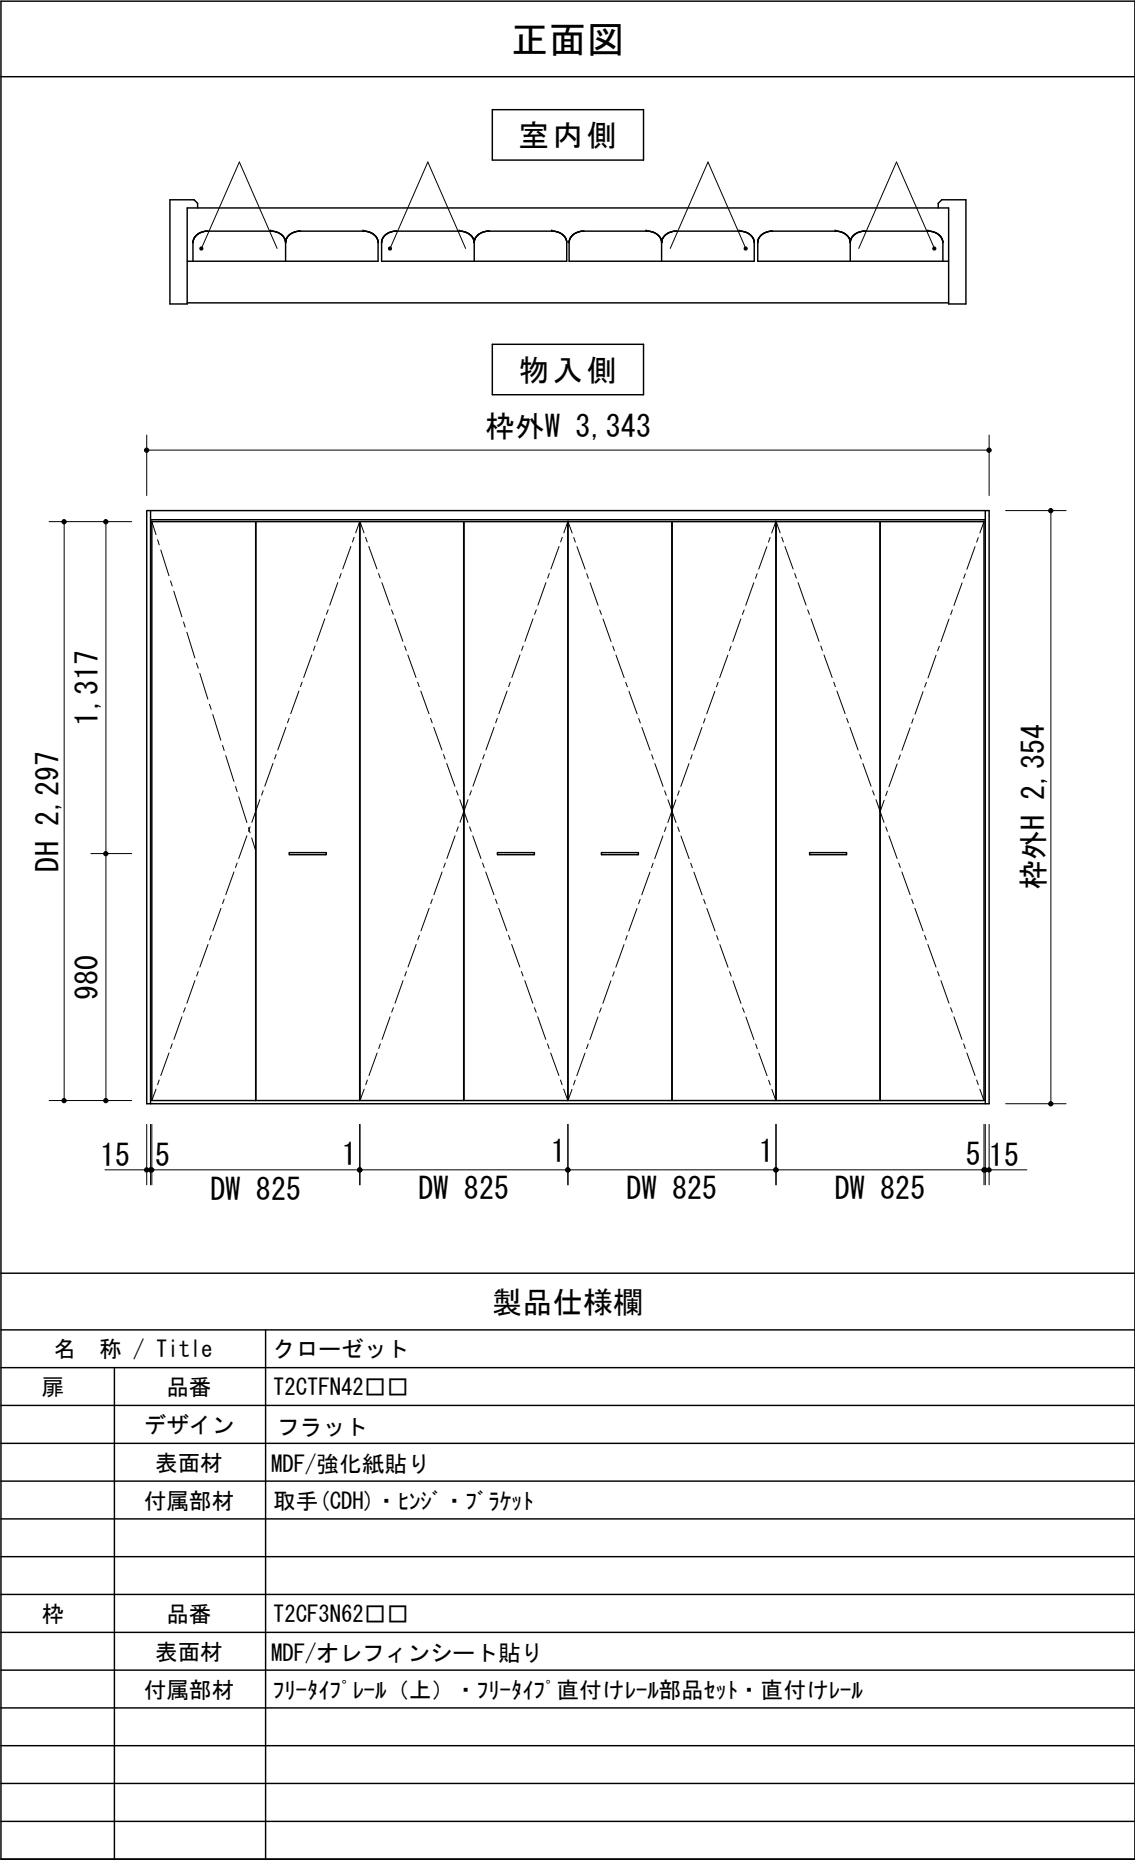 正面図
室内側
物入側
枠外W 3,343
DH 2,297
1,317
980
枠外H 2,354
15 5 1 1 1 5 15
DW 825 DW 825 DW 825 DW 825
製品仕様欄
名 称 / Title クローゼット
扉 品番 T2CTFN42□□
デザイン フラット
表面材 MDF/強化紙貼り
付属部材 取手(CDH)・ﾋﾝｼﾞ・ﾌﾞﾗｹｯﾄ
枠 品番 T2CF3N62□□
表面材 MDF/オレフィンシート貼り
付属部材 ﾌﾘｰﾀｲﾌﾟﾚｰﾙ（上）・ﾌﾘｰﾀｲﾌﾟ直付けﾚｰﾙ部品ｾｯﾄ・直付けﾚｰﾙ